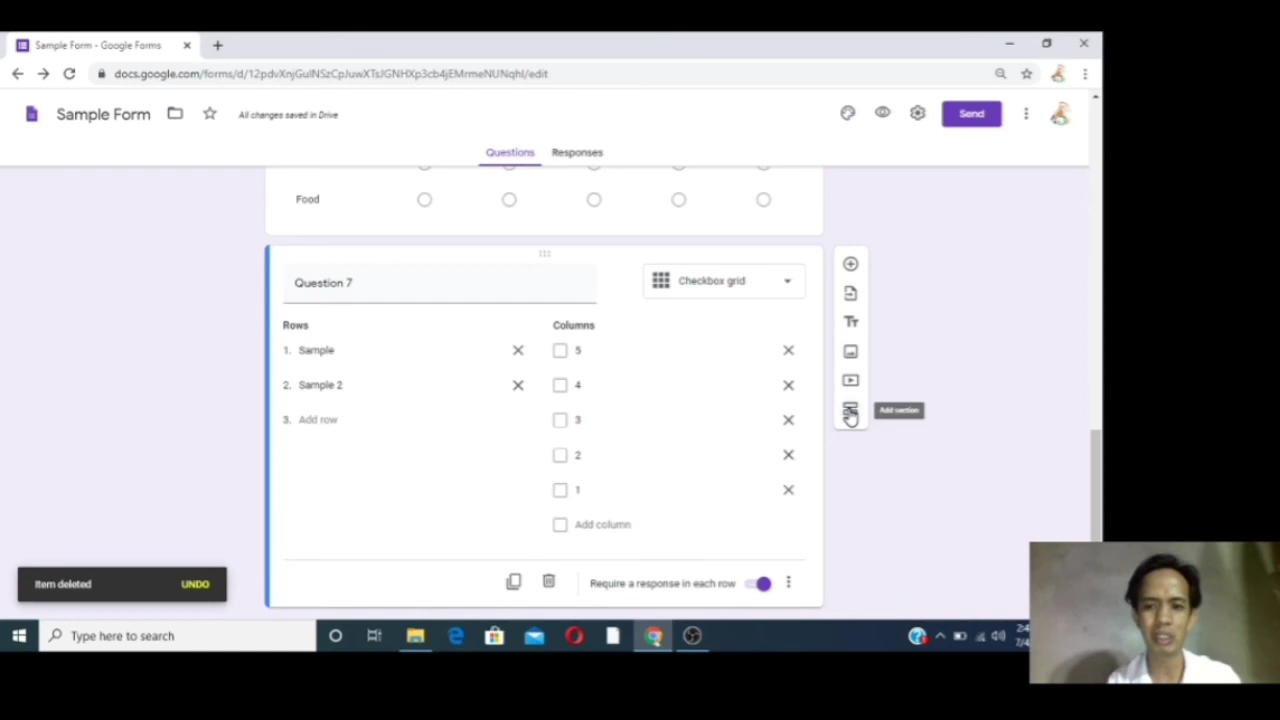 Sample Form - Google Forms
docs.google.com/forms/d/12pdvXnjGulNSzCpJuwXTsJGNHXp3cb4jEMrmeNUNqhI/edit
Sample Form
All changes saved in Drive
Send
Questions
Responses
Food
Question 7
Checkbox grid
Rows
Columns
1. Sample
5
2. Sample 2
4
Add section
3. Add row
3
2
1
Add column
Item deleted
UNDO
Require a response in each row
Type here to search